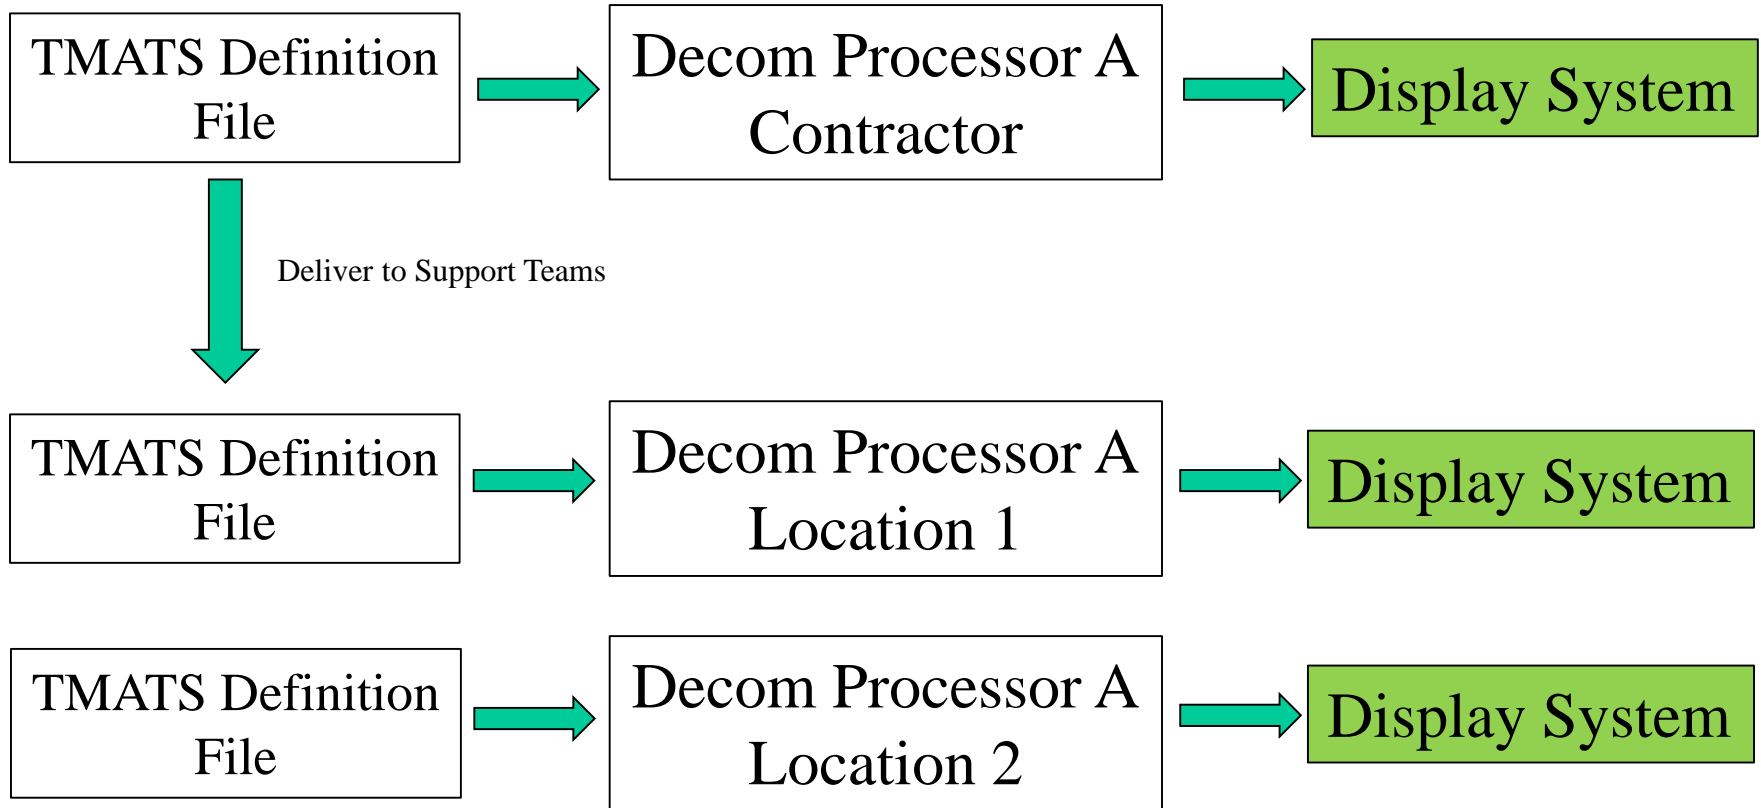 TMATS Definition
File
Decom Processor A
Contractor
Display System
Deliver to Support Teams
TMATS Definition
File
Decom Processor A
Location 1
Display System
TMATS Definition
File
Decom Processor A
Location 2
Display System